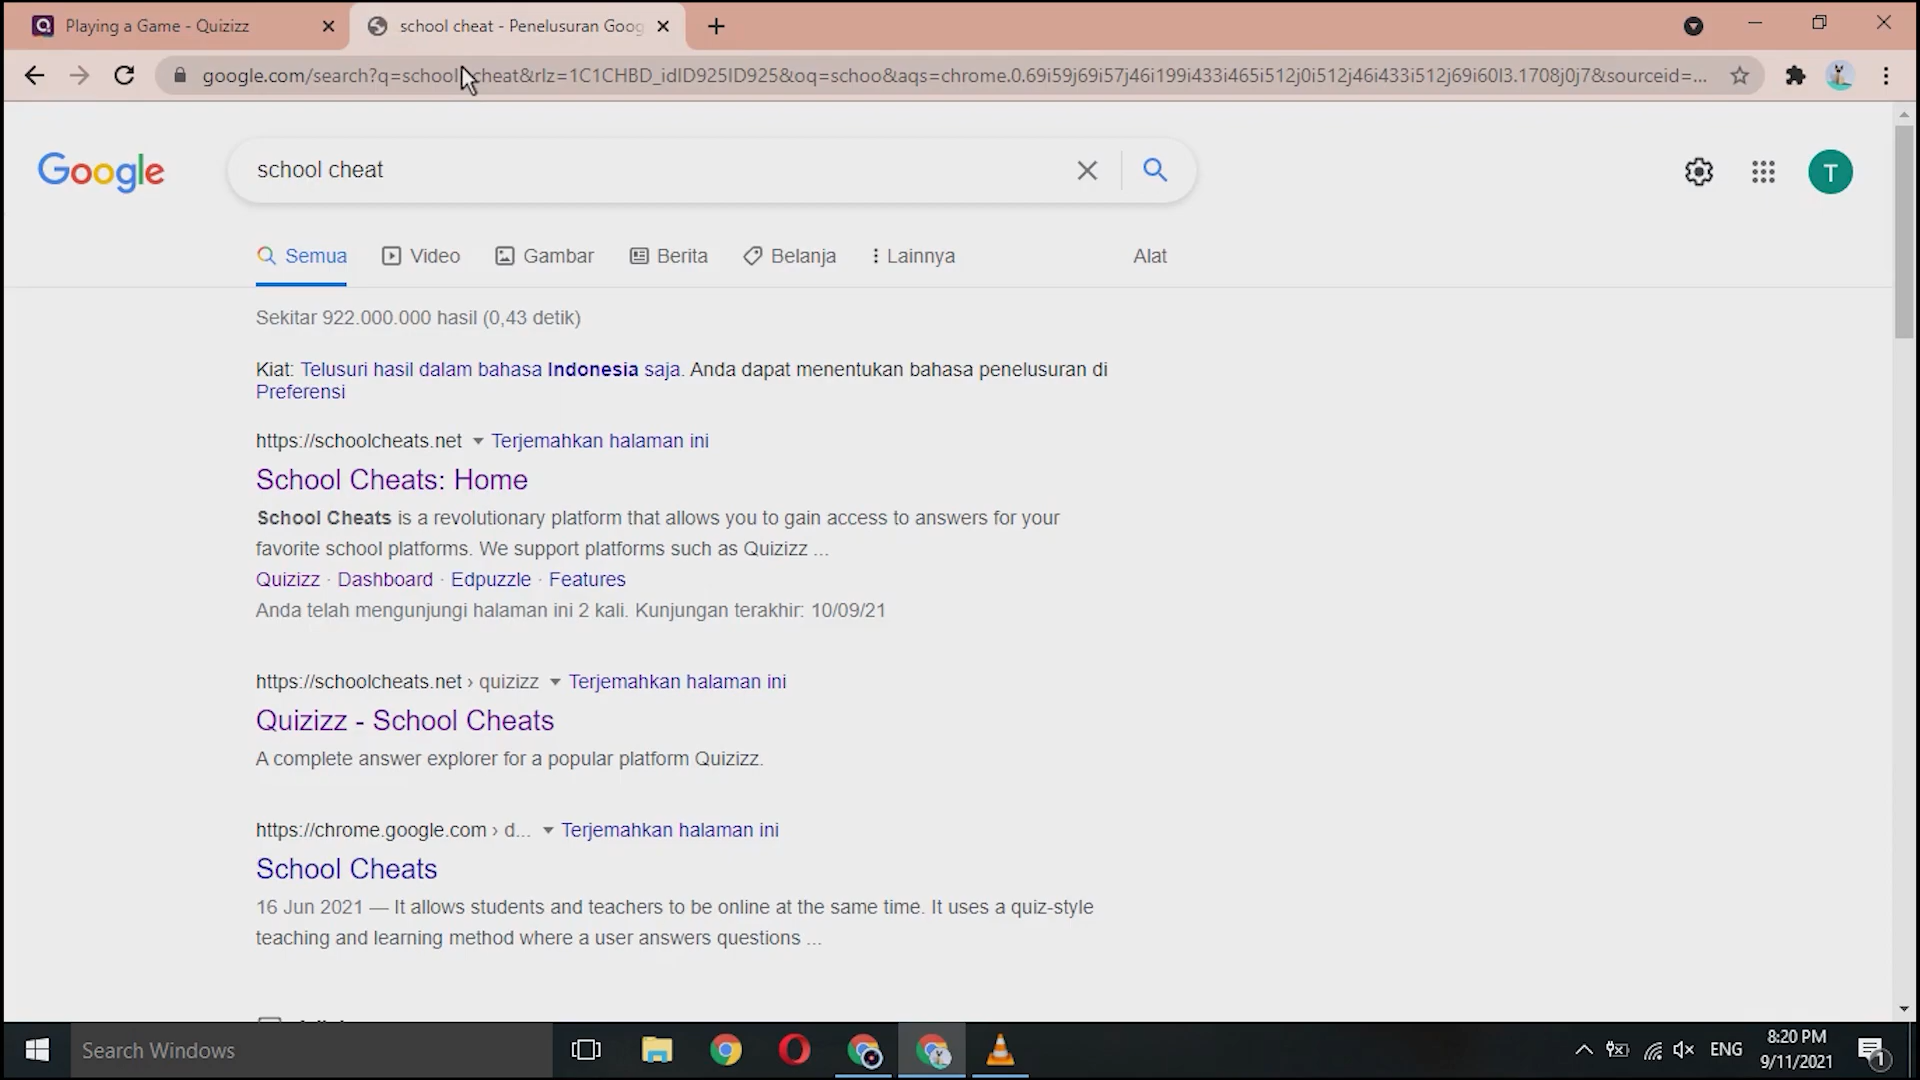 Playing a Game - Quizizz
school cheat - Penelusuran Goog
google.com/search?q=school
cheat&rlz=1C1CHBD_idID925ID925&oq=schoo&aqs=chrome.0.69i59j69i57j46i199i433i465i512j0i512j46i433i512j69i60l3.1708j0j7&sourceid=...
Google
school cheat
T
Semua
Video
Gambar
Berita
Belanja
Lainnya
Alat
Sekitar 922.000.000 hasil (0,43 detik)
Kiat: Telusuri hasil dalam bahasa Indonesia saja. Anda dapat menentukan bahasa penelusuran di
Preferensi
https://schoolcheats.net Terjemahkan halaman ini
School Cheats: Home
School Cheats is a revolutionary platform that allows you to gain access to answers for your
favorite school platforms. We support platforms such as Quizizz ...
Quizizz · Dashboard · Edpuzzle · Features
Anda telah mengunjungi halaman ini 2 kali. Kunjungan terakhir: 10/09/21
https://schoolcheats.net › quizizz Terjemahkan halaman ini
Quizizz - School Cheats
A complete answer explorer for a popular platform Quizizz.
https://chrome.google.com › d... Terjemahkan halaman ini
School Cheats
16 Jun 2021 — It allows students and teachers to be online at the same time. It uses a quiz-style
teaching and learning method where a user answers questions ...
Search Windows
ENG
8:20 PM
9/11/2021
1